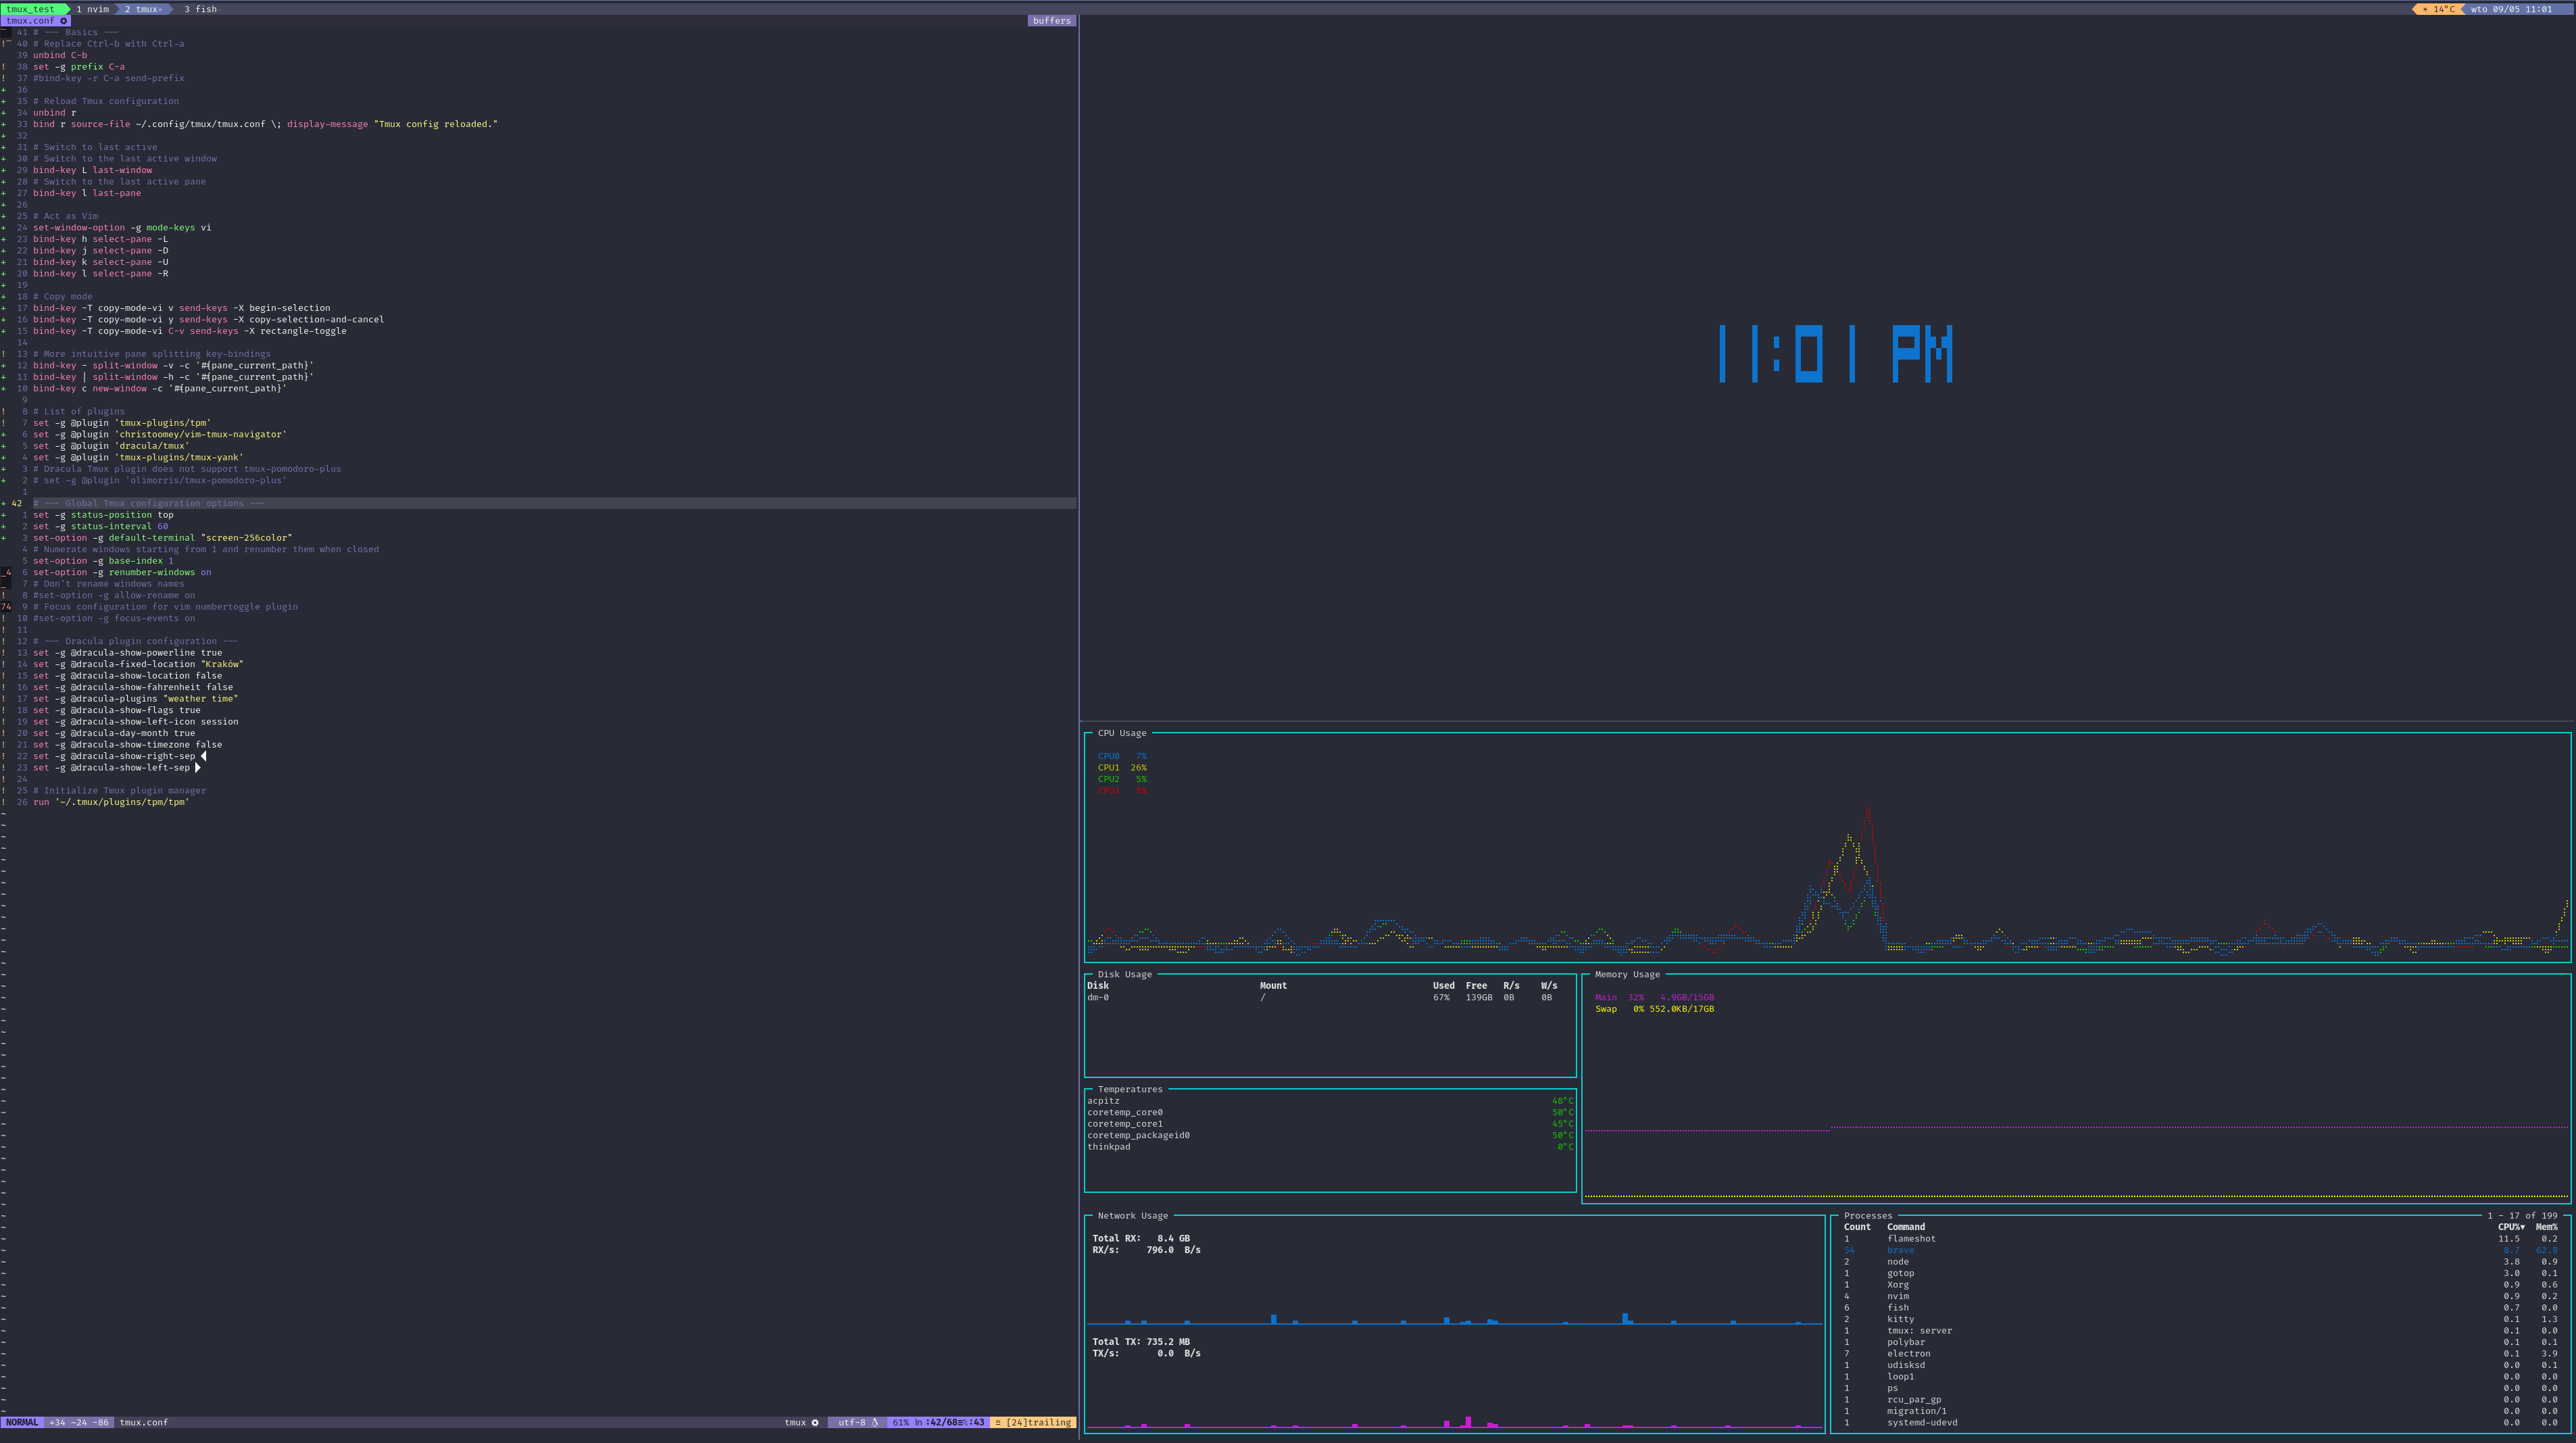 tmux_test 1 nvim 2 tmux* 3 fish- ☀ 14°C wto 09/05 11:01
tmux.conf buffers
41 # --- Basics ---
! 40 # Replace Ctrl-b with Ctrl-a
39 unbind C-b
! 38 set -g prefix C-a
! 37 #bind-key -r C-a send-prefix
+ 36
+ 35 # Reload Tmux configuration
+ 34 unbind r
+ 33 bind r source-file ~/.config/tmux/tmux.conf \; display-message "Tmux config reloaded."
+ 32
+ 31 # Switch to last active
+ 30 # Switch to the last active window
+ 29 bind-key L last-window
+ 28 # Switch to the last active pane
+ 27 bind-key l last-pane
+ 26
+ 25 # Act as Vim
+ 24 set-window-option -g mode-keys vi
+ 23 bind-key h select-pane -L
+ 22 bind-key j select-pane -D
+ 21 bind-key k select-pane -U
+ 20 bind-key l select-pane -R
+ 19
+ 18 # Copy mode
+ 17 bind-key -T copy-mode-vi v send-keys -X begin-selection
+ 16 bind-key -T copy-mode-vi y send-keys -X copy-selection-and-cancel
+ 15 bind-key -T copy-mode-vi C-v send-keys -X rectangle-toggle
14
! 13 # More intuitive pane splitting key-bindings
+ 12 bind-key - split-window -v -c '#{pane_current_path}'
+ 11 bind-key | split-window -h -c '#{pane_current_path}'
+ 10 bind-key c new-window -c '#{pane_current_path}'
9
! 8 # List of plugins
! 7 set -g @plugin 'tmux-plugins/tpm'
+ 6 set -g @plugin 'christoomey/vim-tmux-navigator'
+ 5 set -g @plugin 'dracula/tmux'
+ 4 set -g @plugin 'tmux-plugins/tmux-yank'
+ 3 # Dracula Tmux plugin does not support tmux-pomodoro-plus
+ 2 # set -g @plugin 'olimorris/tmux-pomodoro-plus'
1
+ 42 # --- Global Tmux configuration options ---
+ 1 set -g status-position top
+ 2 set -g status-interval 60
+ 3 set-option -g default-terminal "screen-256color"
4 # Numerate windows starting from 1 and renumber them when closed
5 set-option -g base-index 1
_4 6 set-option -g renumber-windows on
7 # Don't rename windows names
! 8 #set-option -g allow-rename on
74 9 # Focus configuration for vim numbertoggle plugin
! 10 #set-option -g focus-events on
! 11
! 12 # --- Dracula plugin configuration ---
! 13 set -g @dracula-show-powerline true
! 14 set -g @dracula-fixed-location "Kraków"
! 15 set -g @dracula-show-location false
! 16 set -g @dracula-show-fahrenheit false
! 17 set -g @dracula-plugins "weather time"
! 18 set -g @dracula-show-flags true
! 19 set -g @dracula-show-left-icon session
! 20 set -g @dracula-day-month true
! 21 set -g @dracula-show-timezone false
! 22 set -g @dracula-show-right-sep
! 23 set -g @dracula-show-left-sep
! 24
! 25 # Initialize Tmux plugin manager
! 26 run '~/.tmux/plugins/tpm/tpm'
NORMAL +34 ~24 -86 tmux.conf tmux utf-8 61% ln :42/68≡%:43 ≡ [24]trailing
11:01 PM
CPU Usage
CPU0 7%
CPU1 26%
CPU2 5%
CPU3 5%
Disk Usage
Disk Mount Used Free R/s W/s
dm-0 / 67% 139GB 0B 0B
Memory Usage
Main 32% 4.9GB/15GB
Swap 0% 552.0KB/17GB
Temperatures
acpitz 48°C
coretemp_core0 50°C
coretemp_core1 45°C
coretemp_packageid0 50°C
thinkpad 0°C
Network Usage
Total RX: 8.4 GB
RX/s: 796.0 B/s
Total TX: 735.2 MB
TX/s: 0.0 B/s
Processes 1 - 17 of 199
Count Command CPU%▼ Mem%
1 flameshot 11.5 0.2
54 brave 8.7 62.8
2 node 3.8 0.9
1 gotop 3.0 0.1
1 Xorg 0.9 0.6
4 nvim 0.9 0.2
6 fish 0.7 0.0
2 kitty 0.1 1.3
1 tmux: server 0.1 0.0
1 polybar 0.1 0.1
7 electron 0.1 3.9
1 udisksd 0.0 0.1
1 loop1 0.0 0.0
1 ps 0.0 0.0
1 rcu_par_gp 0.0 0.0
1 migration/1 0.0 0.0
1 systemd-udevd 0.0 0.0